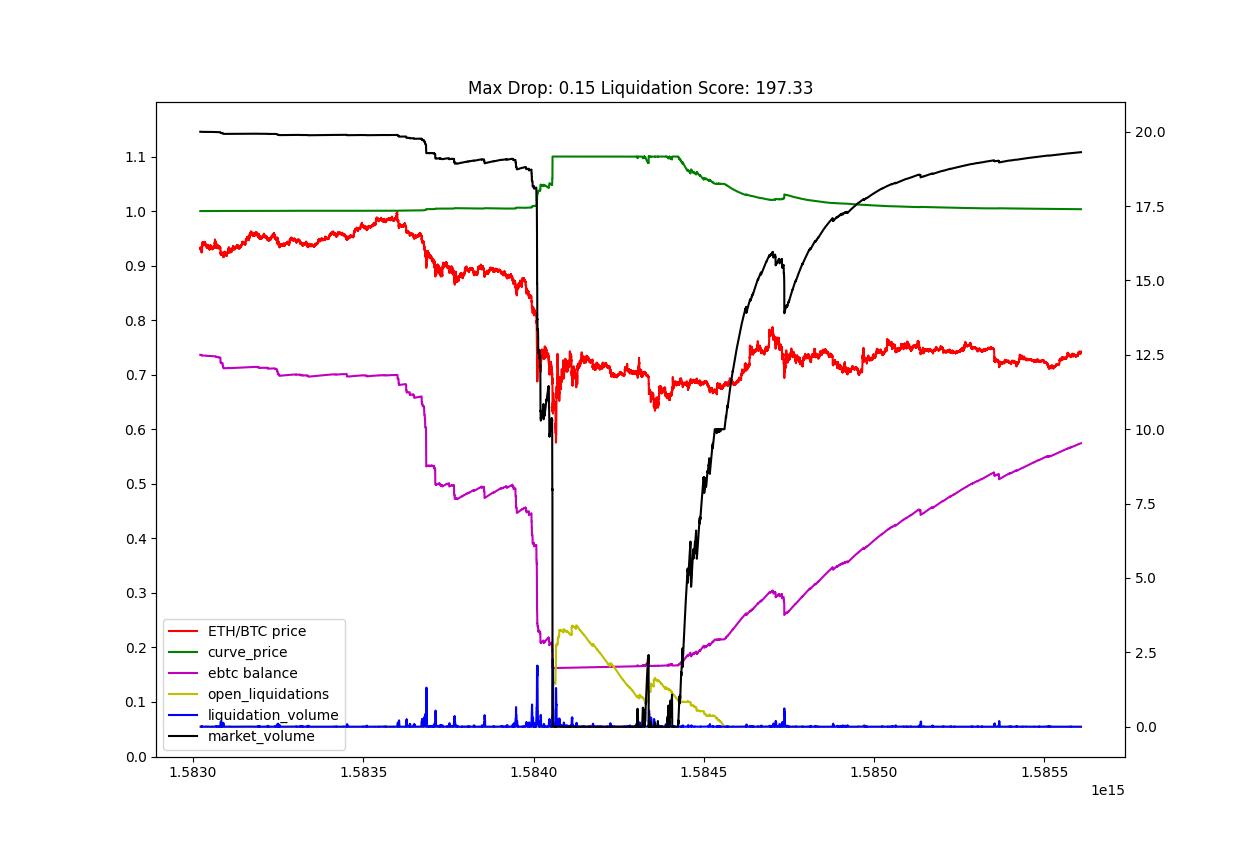 Max Drop: 0.15 Liquidation Score: 197.33
1.1
1.0
0.9
0.8
0.7
0.6
0.5
0.4
0.3
0.2
0.1
0.0
20.0
17.5
15.0
12.5
10.0
7.5
5.0
2.5
0.0
ETH/BTC price
curve_price
ebtc balance
open_liquidations
liquidation_volume
market_volume
1.5830 1.5835 1.5840 1.5845 1.5850 1.5855
1e15